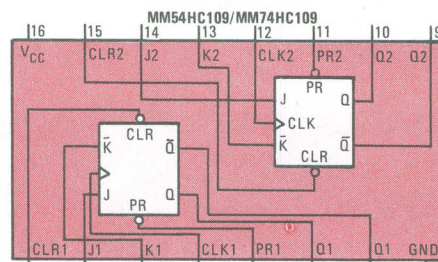 MM54HC109/MM74HC109
16 15 14 13 12 11 10 9
VCC CLR2 J2 K2 CLK2 PR2 Q2 Q2
PR
J Q
CLR CLK
K̅ Q̅ K̅ Q̅
CLR
J Q
PR
Q
CLR1 J1 K1 CLK1 PR1 Q1 Q1 GND